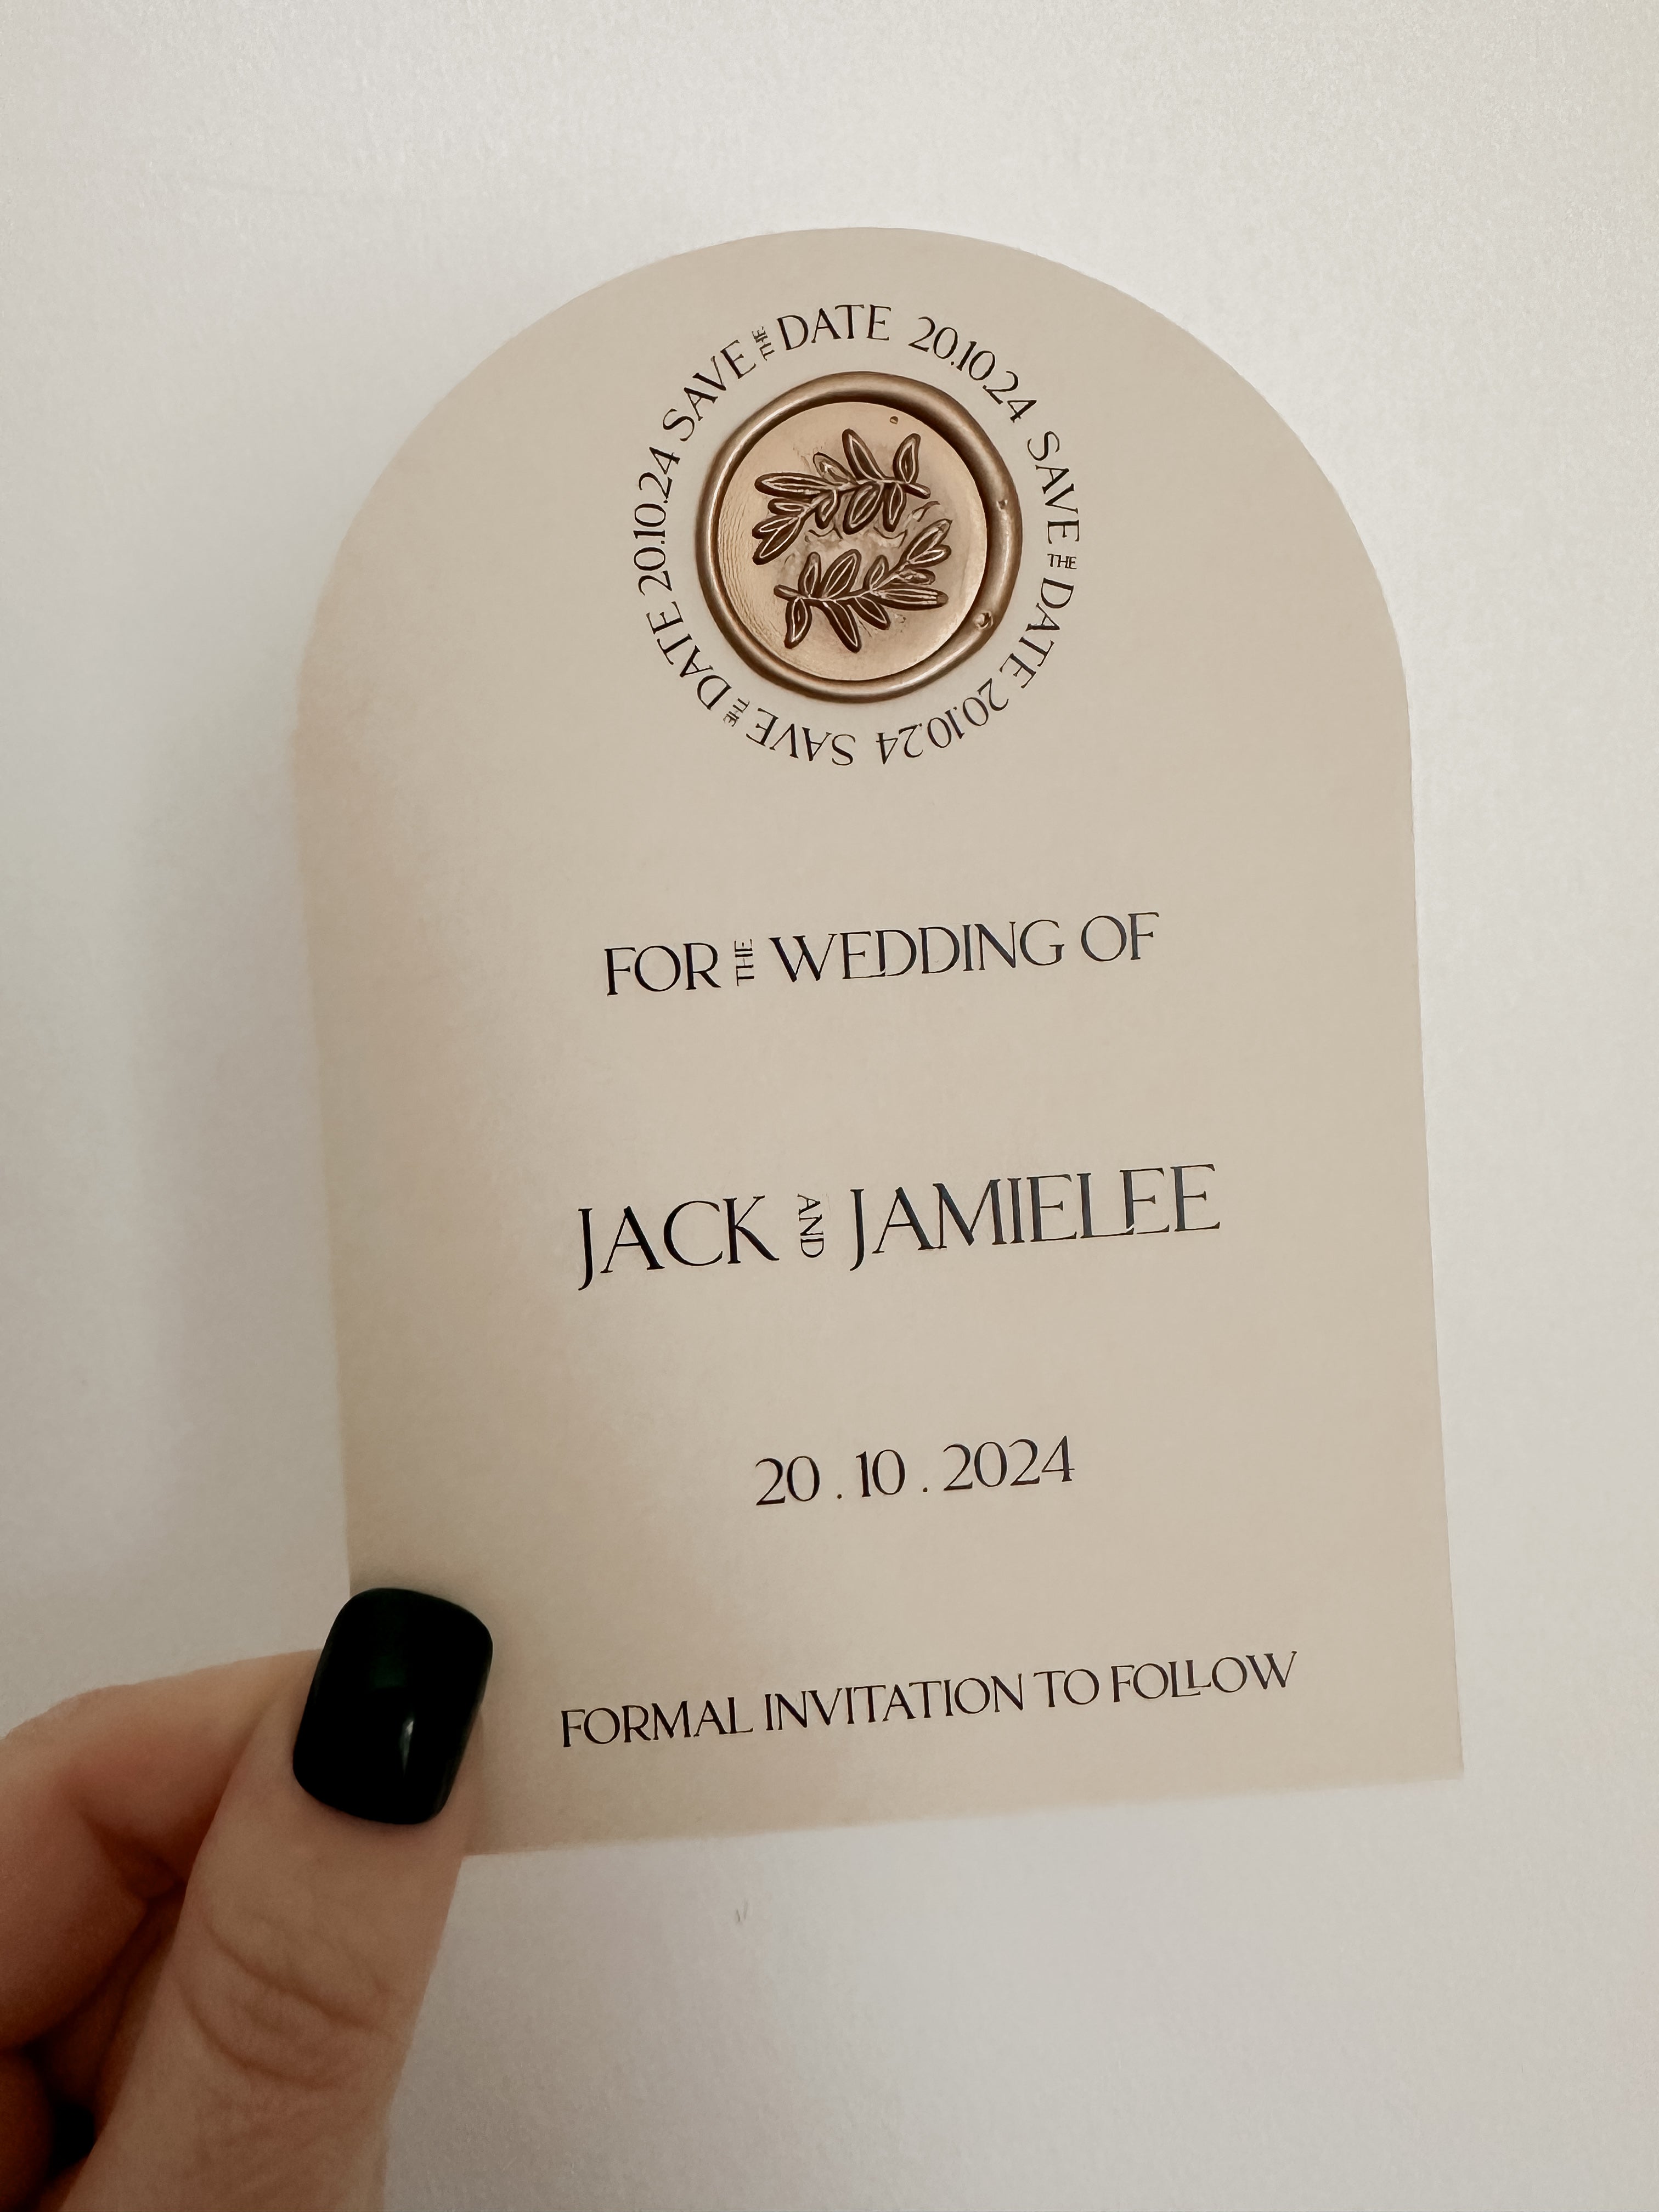 SAVE THE DATE 20.10.24 SAVE THE DATE 20.10.24 SAVE THE DATE 20.10.24
FOR THE WEDDING OF
JACK AND JAMIELEE
20 . 10 . 2024
FORMAL INVITATION TO FOLLOW